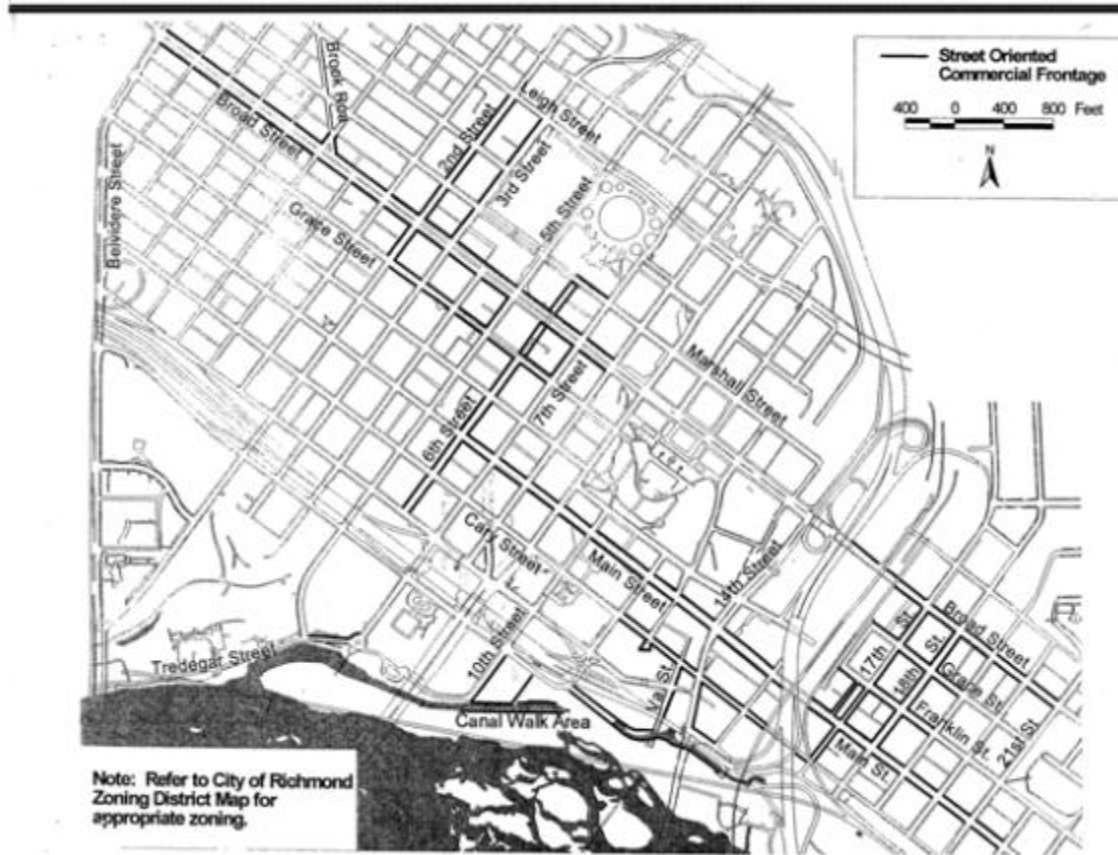 Street Oriented
Commercial Frontage
400 0 400 800 Feet
N
Brook Roa
Leigh Street
Broad Street
2nd Street
3rd Street
5th Street
Belvidere Street
Grace Street
Marshall Street
7th Street
6th Street
Cary Street
Main Street
14th Street
10th Street
Tredegar Street
Canal Walk Area
Broad Street
17th
St.
18th
St.
Grace St.
Franklin St.
21st St.
Main St.
Note: Refer to City of Richmond
Zoning District Map for
appropriate zoning.